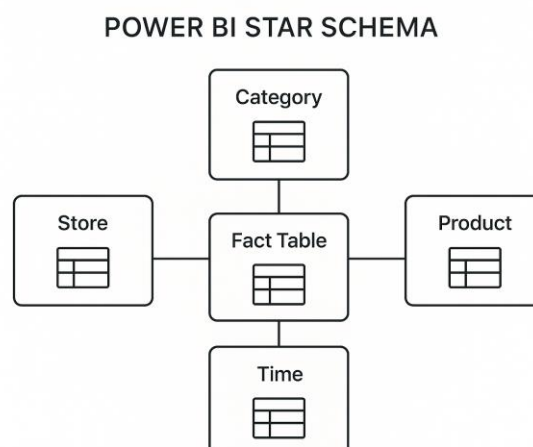 POWER BI STAR SCHEMA
Category
Store
Fact Table
Product
Time